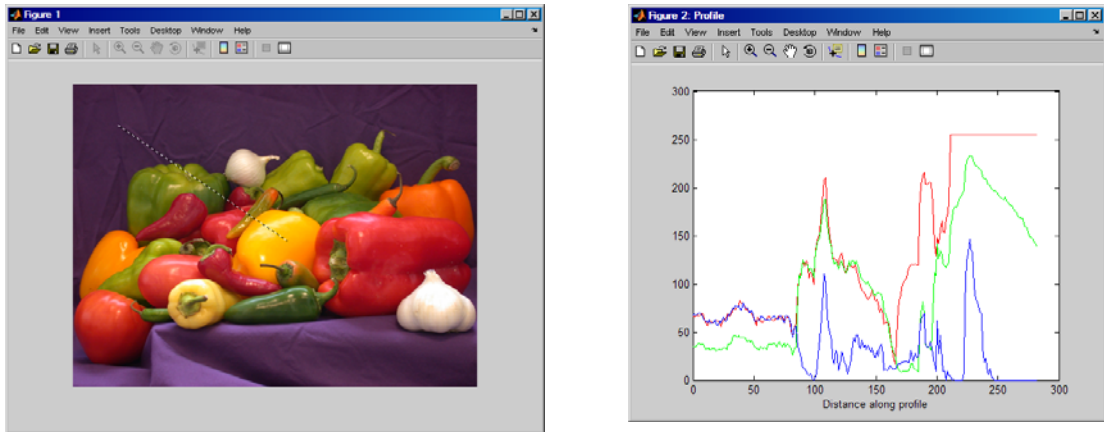 Figure 1
File Edit View Insert Tools Desktop Window Help
Figure 2: Profile
File Edit View Insert Tools Desktop Window Help
300
250
200
150
100
50
0
0 50 100 150 200 250 300
Distance along profile